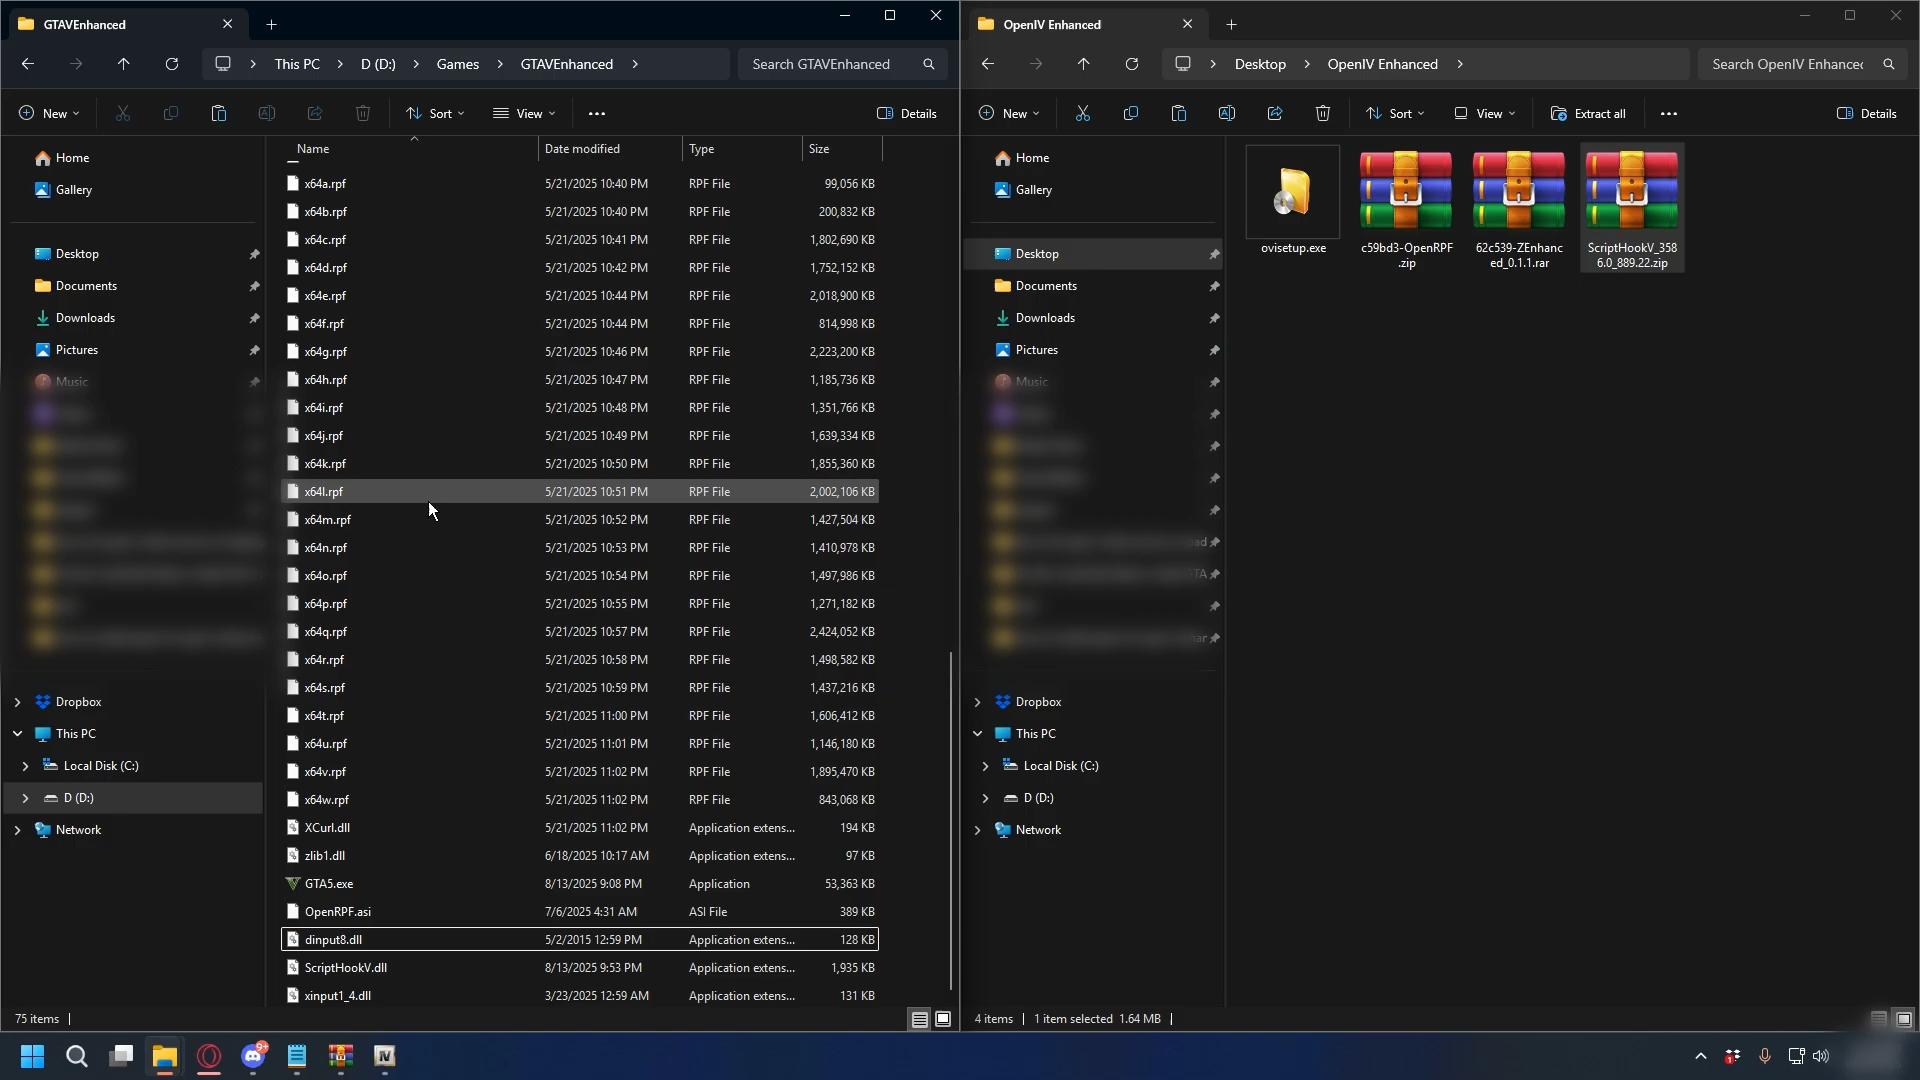 GTAVEnhanced
This PC
D (D:)
Games
GTAVEnhanced
Search GTAVEnhanced
New
Sort
View
Details
Home
Gallery
Desktop
Documents
Downloads
Pictures
Music
Dropbox
This PC
Local Disk (C:)
D (D:)
Network
Name Date modified Type Size
x64a.rpf 5/21/2025 10:40 PM RPF File 99,056 KB
x64b.rpf 5/21/2025 10:40 PM RPF File 200,832 KB
x64c.rpf 5/21/2025 10:41 PM RPF File 1,802,690 KB
x64d.rpf 5/21/2025 10:42 PM RPF File 1,752,152 KB
x64e.rpf 5/21/2025 10:44 PM RPF File 2,018,900 KB
x64f.rpf 5/21/2025 10:44 PM RPF File 814,998 KB
x64g.rpf 5/21/2025 10:46 PM RPF File 2,223,200 KB
x64h.rpf 5/21/2025 10:47 PM RPF File 1,185,736 KB
x64i.rpf 5/21/2025 10:48 PM RPF File 1,351,766 KB
x64j.rpf 5/21/2025 10:49 PM RPF File 1,639,334 KB
x64k.rpf 5/21/2025 10:50 PM RPF File 1,855,360 KB
x64l.rpf 5/21/2025 10:51 PM RPF File 2,002,106 KB
x64m.rpf 5/21/2025 10:52 PM RPF File 1,427,504 KB
x64n.rpf 5/21/2025 10:53 PM RPF File 1,410,978 KB
x64o.rpf 5/21/2025 10:54 PM RPF File 1,497,986 KB
x64p.rpf 5/21/2025 10:55 PM RPF File 1,271,182 KB
x64q.rpf 5/21/2025 10:57 PM RPF File 2,424,052 KB
x64r.rpf 5/21/2025 10:58 PM RPF File 1,498,582 KB
x64s.rpf 5/21/2025 10:59 PM RPF File 1,437,216 KB
x64t.rpf 5/21/2025 11:00 PM RPF File 1,606,412 KB
x64u.rpf 5/21/2025 11:01 PM RPF File 1,146,180 KB
x64v.rpf 5/21/2025 11:02 PM RPF File 1,895,470 KB
x64w.rpf 5/21/2025 11:02 PM RPF File 843,068 KB
XCurl.dll 5/21/2025 11:02 PM Application extens... 194 KB
zlib1.dll 6/18/2025 10:17 AM Application extens... 97 KB
GTA5.exe 8/13/2025 9:08 PM Application 53,363 KB
OpenRPF.asi 7/6/2025 4:31 AM ASI File 389 KB
dinput8.dll 5/2/2015 12:59 PM Application extens... 128 KB
ScriptHookV.dll 8/13/2025 9:53 PM Application extens... 1,935 KB
xinput1_4.dll 3/23/2025 12:59 AM Application extens... 131 KB
75 items
OpenIV Enhanced
Desktop
OpenIV Enhanced
Search OpenIV Enhanced
New
Sort
View
Extract all
Details
Home
Gallery
Desktop
Documents
Downloads
Pictures
Music
Dropbox
This PC
Local Disk (C:)
D (D:)
Network
ovisetup.exe
c59bd3-OpenRPF
.zip
62c539-ZEnhanc
ed_0.1.1.rar
ScriptHookV_358
6.0_889.22.zip
4 items
1 item selected 1.64 MB
9+
IV
1